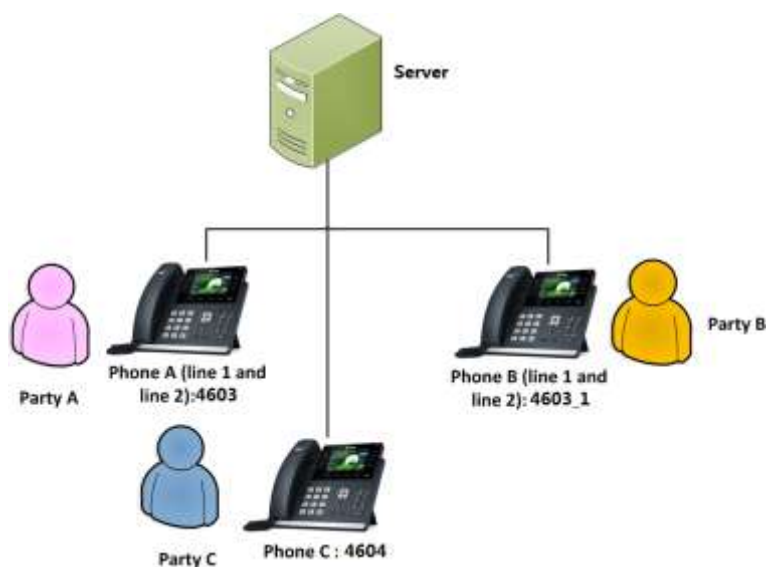 Server
Phone A (line 1 and
line 2):4603
Party A
Phone B (line 1 and
line 2): 4603_1
Party B
Phone C : 4604
Party C